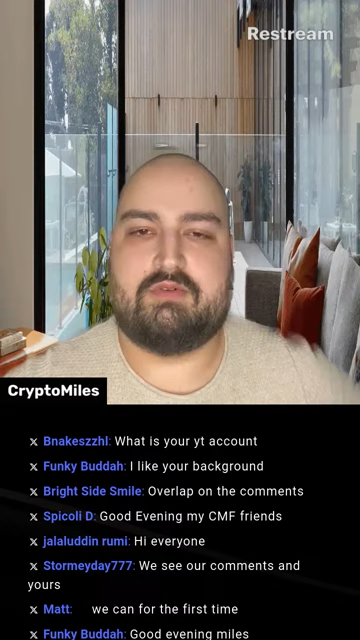 Restream
CryptoMiles
Bnakeszzhl: What is your yt account
Funky Buddah: I like your background
Bright Side Smile: Overlap on the comments
Spicoli D: Good Evening my CMF friends
jalaluddin rumi: Hi everyone
Stormeyday777: We see our comments and
yours
Matt: we can for the first time
Funky Buddah: Good evening miles